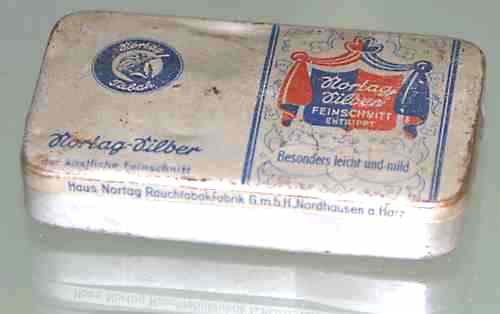 Nortag
Tabak
Nortag-Silber
der köstliche Feinschnitt
Nortag-
Silber
FEINSCHNITT
ENTRIPPT
Besonders leicht und mild
Haus Nortag Rauchtabakfabrik G.m.b.H. Nordhausen a. Harz